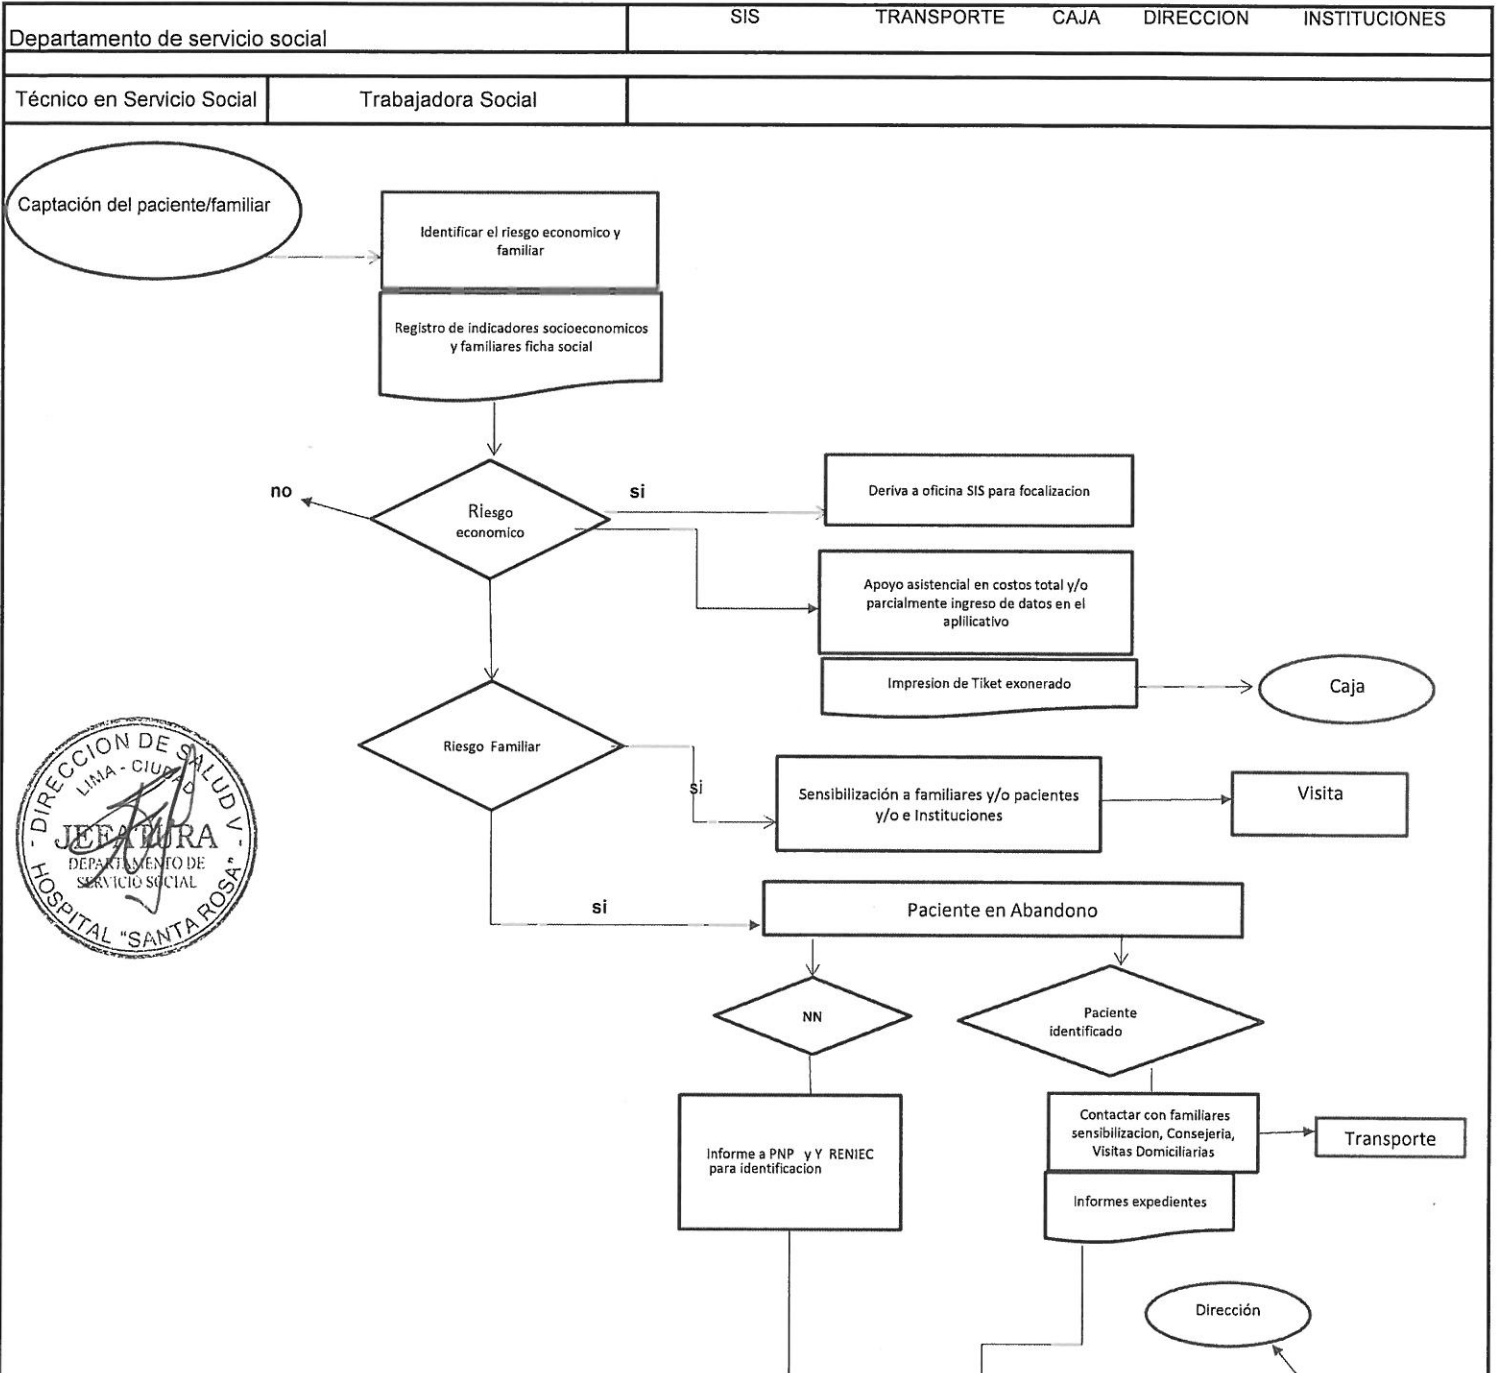 SIS TRANSPORTE CAJA DIRECCION INSTITUCIONES
Departamento de servicio social
Técnico en Servicio Social
Trabajadora Social
Captación del paciente/familiar
Identificar el riesgo economico y
familiar
Registro de indicadores socioeconomicos
y familiares ficha social
no
Riesgo
economico
si
Deriva a oficina SIS para focalizacion
Apoyo asistencial en costos total y/o
parcialmente ingreso de datos en el
aplilicativo
Impresion de Tiket exonerado
Caja
Riesgo Familiar
si
Sensibilización a familiares y/o pacientes
y/o e Instituciones
Visita
DIRECCION DE SALUD V -
LIMA - CIUDAD
JEFATURA
DEPARTAMENTO DE
SERVICIO SOCIAL
- HOSPITAL "SANTA ROSA"
si
Paciente en Abandono
NN
Paciente
identificado
Informe a PNP y Y RENIEC
para identificacion
Contactar con familiares
sensibilizacion, Consejeria,
Visitas Domiciliarias
Transporte
Informes expedientes
Dirección